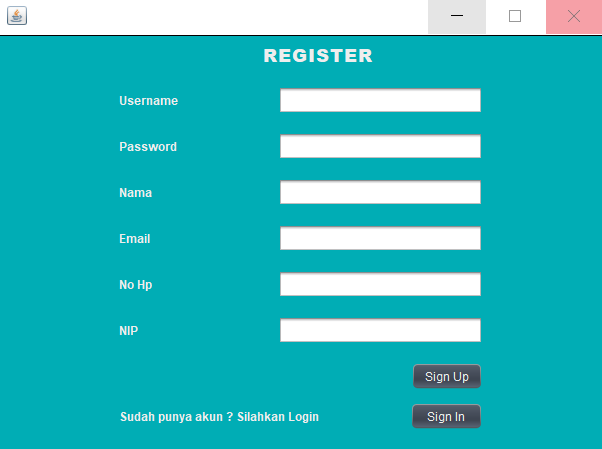 REGISTER
Username
Password
Nama
Email
No Hp
NIP
Sign Up
Sudah punya akun ? Silahkan Login Sign In